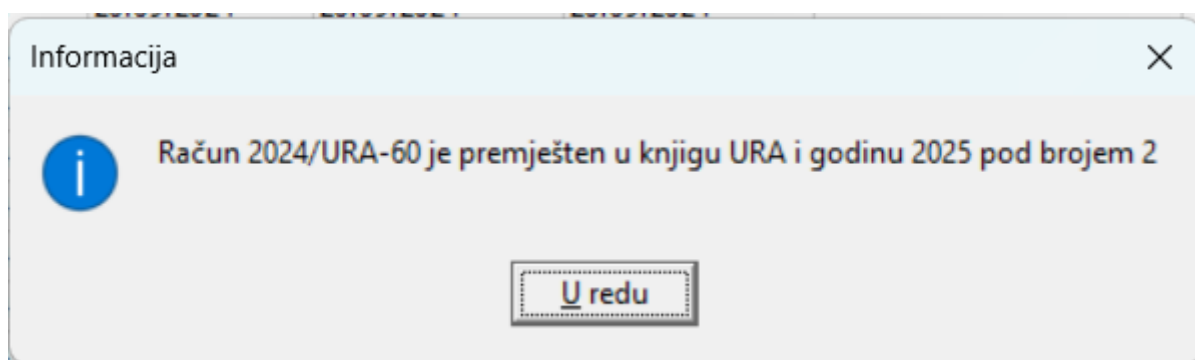 Informacija
Račun 2024/URA-60 je premješten u knjigu URA i godinu 2025 pod brojem 2
U redu